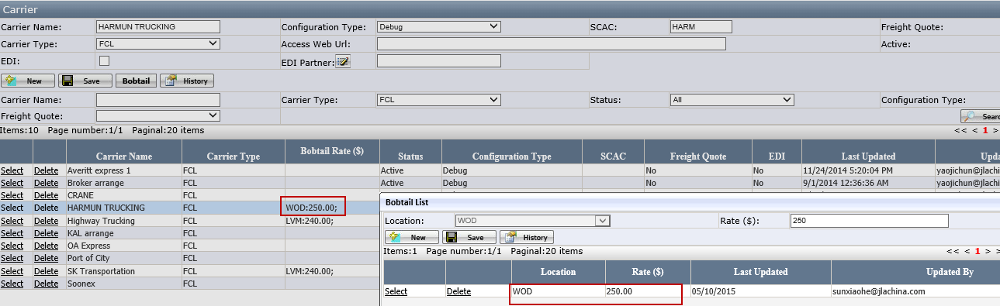 Carrier
Carrier Name: HARMUN TRUCKING Configuration Type: Debug SCAC: HARM Freight Quote:
Carrier Type: FCL Access Web Url: Active:
EDI: EDI Partner:
New Save Bobtail History
Carrier Name: Carrier Type: FCL Status: All Configuration Type:
Freight Quote:
Searc
Items:10 Page number:1/1 Paginal:20 items << < 1 >
Carrier Name Carrier Type Bobtail Rate ($) Status Configuration Type SCAC Freight Quote EDI Last Updated Upda
Select Delete Averitt express 1 FCL Active Debug No No 11/24/2014 5:20:04 PM yaojichun@jlachina
Select Delete Broker arrange FCL Active Debug No No 9/1/2014 12:36:36 AM yaojichun@jlachina
Select Delete CRANE FCL
Select Delete HARMUN TRUCKING FCL WOD:250.00;
Select Delete Highway Trucking FCL LVM:240.00;
Select Delete KAL arrange FCL
Select Delete OA Express FCL
Select Delete Port of City FCL
Select Delete SK Transportation FCL LVM:240.00;
Select Delete Soonex FCL
Bobtail List
Location: WOD Rate ($): 250
New Save History
Items:1 Page number:1/1 Paginal:20 items << < 1 > >
Location Rate ($) Last Updated Updated By
Select Delete WOD 250.00 05/10/2015 sunxiaohe@jlachina.com